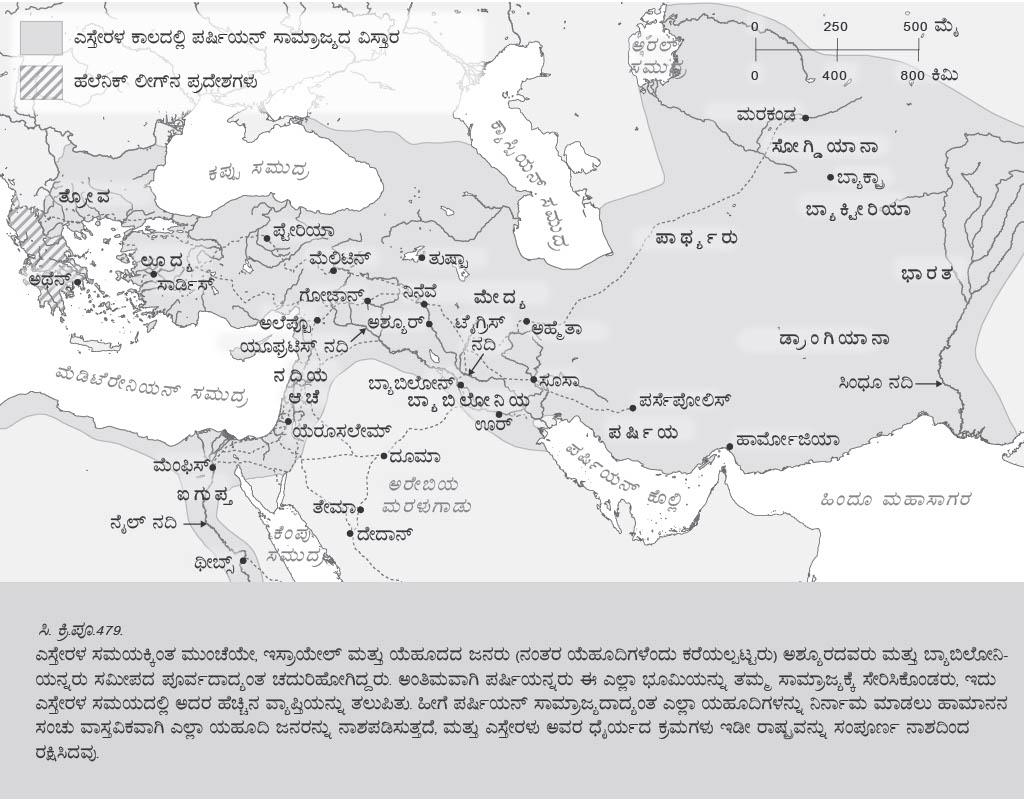 ಎಸ್ತೇರಳ ಕಾಲದಲ್ಲಿ ಪರ್ಷಿಯನ್ ಸಾಮ್ರಾಜ್ಯದ ವಿಸ್ತಾರ
ಹೆಲೆನಿಕ್ ಲೀಗ್‌ನ ಪ್ರದೇಶಗಳು
0 250 500 ಮೈ
0 400 800 ಕಿಮಿ
ಅರಲ್
ಸಮುದ್ರ
ಕ್ಯಾಸ್ಪಿಯನ್ ಸಮುದ್ರ
ಕಪ್ಪು ಸಮುದ್ರ
ಮರಕಂಡ
ಸೋಗ್ಡಿಯಾನಾ
ಬ್ಯಾಕ್ಟ್ರಾ
ಬ್ಯಾಕ್ಟೀರಿಯಾ
ತ್ರೋವ
ಪ್ಟೇರಿಯಾ
ಪಾರ್ಥ್ಯರು
ಲೂದ್ಯ
ಮೆಲಿಟಿನ್
ತುಷ್ಪಾ
ಭಾರತ
ಅಥೆನ್ಸ್
ಸಾರ್ಡಿಸ್
ಗೋಜಾನ್
ನಿನೆವೆ
ಮೇದ್ಯ
ಅಲೆಪ್ಪೊ
ಅಶ್ಯೂರ್
ಟೈಗ್ರಿಸ್
ನದಿ
ಅಹ್ಮೆತಾ
ಯೂಫ್ರಟಿಸ್ ನದಿ
ಡ್ರಾಂಗಿಯಾನಾ
ಮೆಡಿಟೆರೇನಿಯನ್ ಸಮುದ್ರ
ನದಿಯ
ಆಚೆ
ಬ್ಯಾಬಿಲೋನ್
ಸೂಸಾ
ಸಿಂಧೂ ನದಿ
ಬ್ಯಾಬಿಲೋನಿಯ
ಪರ್ಸೆಪೋಲಿಸ್
ಊರ್
ಯೆರೂಸಲೇಮ್
ಪರ್ಷಿಯ
ಹಾರ್ಮೋಜಿಯಾ
ದೂಮಾ
ಮೆಂಫಿಸ್
ಪರ್ಷಿಯನ್ ಕೊಲ್ಲಿ
ಐಗುಪ್ತ
ಅರೇಬಿಯ
ಮರಳುಗಾಡು
ಹಿಂದೂ ಮಹಾಸಾಗರ
ತೇಮಾ
ನೈಲ್ ನದಿ
ಕೆಂಪು
ಸಮುದ್ರ
ದೇದಾನ್
ಥೀಬ್ಸ್
ಸಿ. ಕ್ರಿ.ಪೂ.479.
ಎಸ್ತೇರಳ ಸಮಯಕ್ಕಿಂತ ಮುಂಚೆಯೇ, ಇಸ್ರಾಯೇಲ್ ಮತ್ತು ಯೆಹೂದದ ಜನರು (ನಂತರ ಯೆಹೂದಿಗಳೆಂದು ಕರೆಯಲ್ಪಟ್ಟರು) ಅಶ್ಯೂರದವರು ಮತ್ತು ಬ್ಯಾಬಿಲೋನಿ-
ಯನ್ನರು ಸಮೀಪದ ಪೂರ್ವದಾದ್ಯಂತ ಚದುರಿಹೋಗಿದ್ದರು. ಅಂತಿಮವಾಗಿ ಪರ್ಷಿಯನ್ನರು ಈ ಎಲ್ಲಾ ಭೂಮಿಯನ್ನು ತಮ್ಮ ಸಾಮ್ರಾಜ್ಯಕ್ಕೆ ಸೇರಿಸಿಕೊಂಡರು, ಇದು
ಎಸ್ತೇರಳ ಸಮಯದಲ್ಲಿ ಅದರ ಹೆಚ್ಚಿನ ವ್ಯಾಪ್ತಿಯನ್ನು ತಲುಪಿತು. ಹೀಗೆ ಪರ್ಷಿಯನ್ ಸಾಮ್ರಾಜ್ಯದಾದ್ಯಂತ ಎಲ್ಲಾ ಯಹೂದಿಗಳನ್ನು ನಿರ್ನಾಮ ಮಾಡಲು ಹಾಮಾನನ
ಸಂಚು ವಾಸ್ತವಿಕವಾಗಿ ಎಲ್ಲಾ ಯಹೂದಿ ಜನರನ್ನು ನಾಶಪಡಿಸುತ್ತದೆ, ಮತ್ತು ಎಸ್ತೇರಳು ಅವರ ಧೈರ್ಯದ ಕ್ರಮಗಳು ಇಡೀ ರಾಷ್ಟ್ರವನ್ನು ಸಂಪೂರ್ಣ ನಾಶದಿಂದ
ರಕ್ಷಿಸಿದವು.